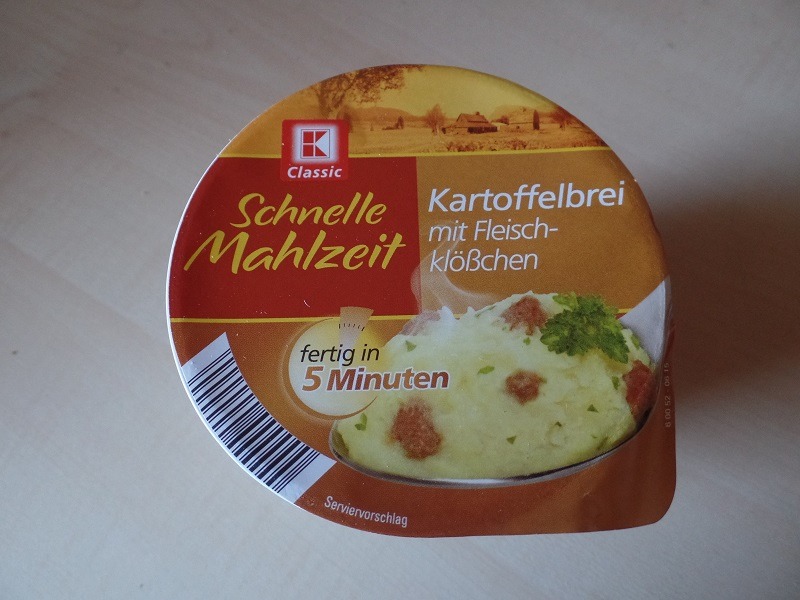 K
Classic
Schnelle
Mahlzeit
Kartoffelbrei
mit Fleisch-
klößchen
fertig in
5 Minuten
Serviervorschlag